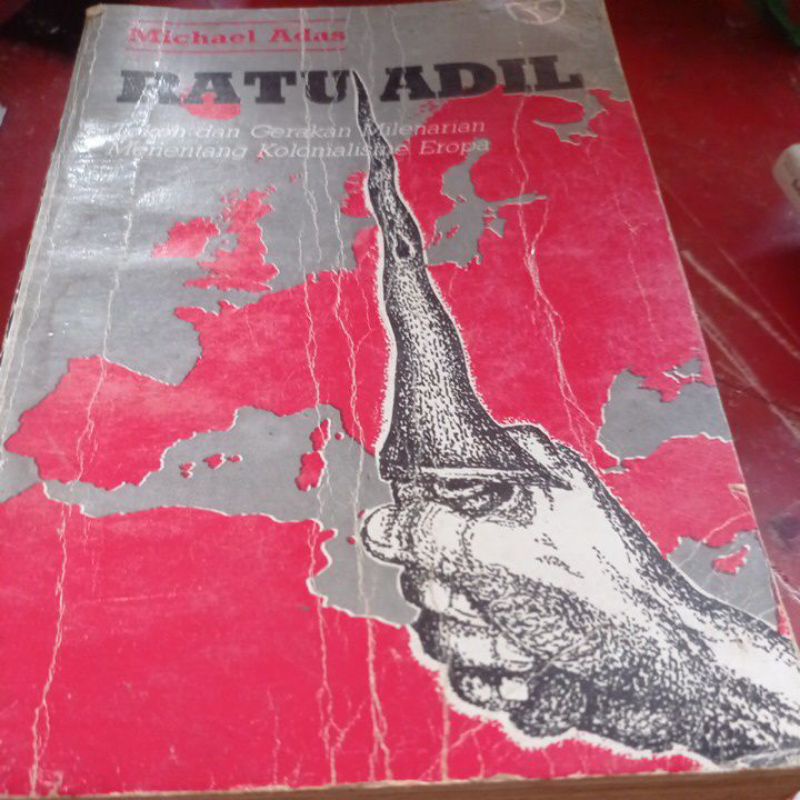 Michael Adas
RATU ADIL
Tokoh dan Gerakan Milenarian
Menentang Kolonialisme Eropa